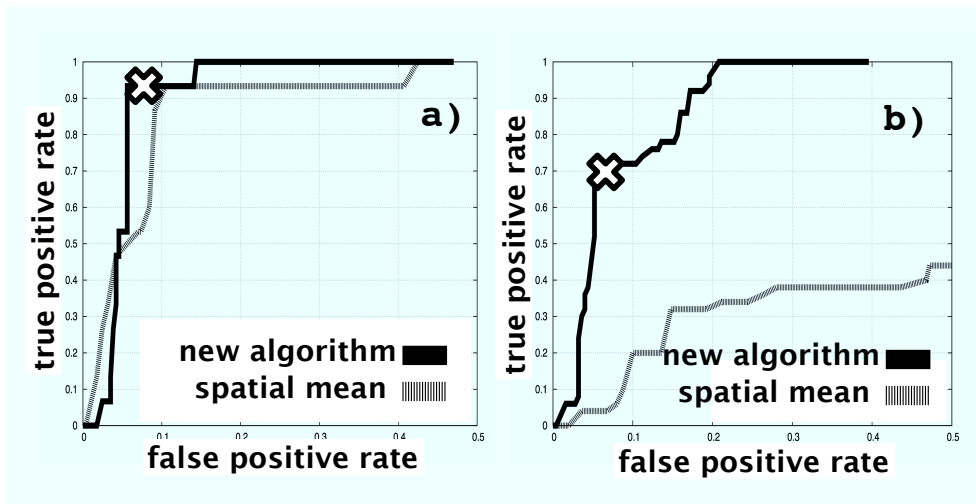 a)
true positive rate
1
0.9
0.8
0.7
0.6
0.5
0.4
0.3
0.2
0.1
0
new algorithm
spatial mean
0 0.1 0.2 0.3 0.4 0.5
false positive rate
b)
true positive rate
1
0.9
0.8
0.7
0.6
0.5
0.4
0.3
0.2
0.1
0
new algorithm
spatial mean
0 0.1 0.2 0.3 0.4 0.5
false positive rate